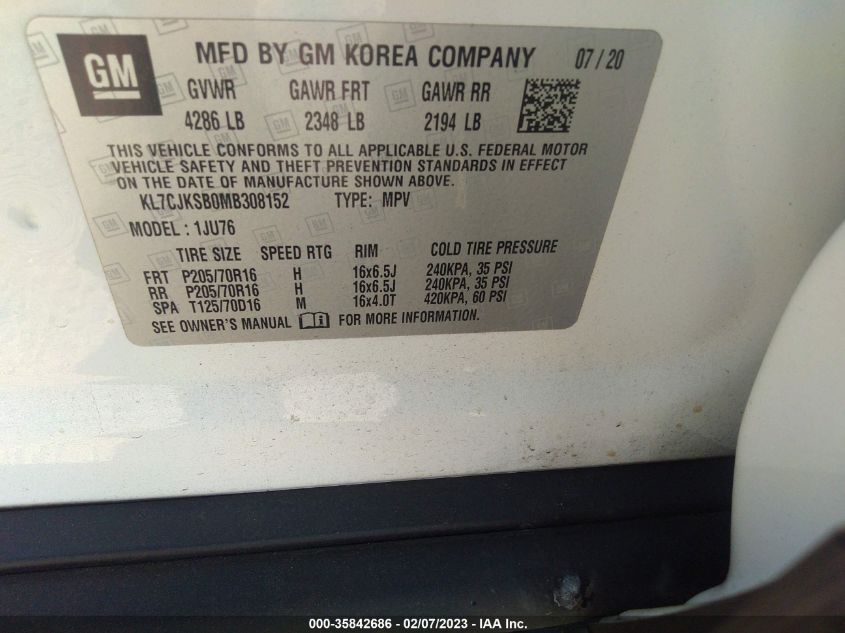 GM MFD BY GM KOREA COMPANY 07/20
GVWR GAWR FRT GAWR RR
4286 LB 2348 LB 2194 LB
THIS VEHICLE CONFORMS TO ALL APPLICABLE U.S. FEDERAL MOTOR
VEHICLE SAFETY AND THEFT PREVENTION STANDARDS IN EFFECT
ON THE DATE OF MANUFACTURE SHOWN ABOVE.
KL7CJKSB0MB308152 TYPE: MPV
MODEL : 1JU76
TIRE SIZE SPEED RTG RIM COLD TIRE PRESSURE
FRT P205/70R16 H 16x6.5J 240KPA, 35 PSI
RR P205/70R16 H 16x6.5J 240KPA, 35 PSI
SPA T125/70D16 M 16x4.0T 420KPA, 60 PSI
SEE OWNER'S MANUAL FOR MORE INFORMATION.
000-35842686 - 02/07/2023 - IAA Inc.